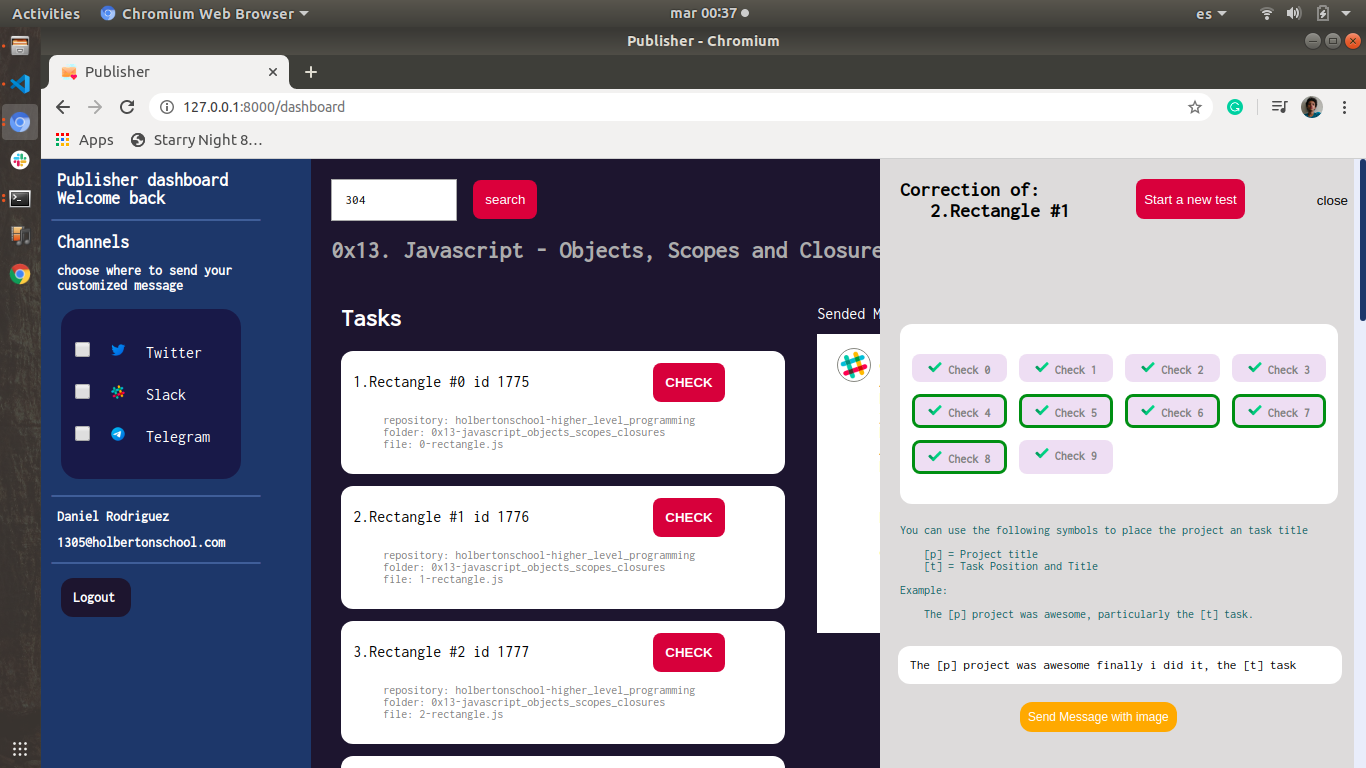 Activities
Chromium Web Browser
mar 00:37
es
Publisher - Chromium
Publisher
127.0.0.1:8000/dashboard
Apps
Starry Night 8...
Publisher dashboard
Welcome back
Channels
choose where to send your
customized message
Twitter
Slack
Telegram
Daniel Rodriguez
1305@holbertonschool.com
Logout
304
search
0x13. Javascript - Objects, Scopes and Closure
Tasks
1.Rectangle #0 id 1775
CHECK
repository: holbertonschool-higher_level_programming
folder: 0x13-javascript_objects_scopes_closures
file: 0-rectangle.js
2.Rectangle #1 id 1776
CHECK
repository: holbertonschool-higher_level_programming
folder: 0x13-javascript_objects_scopes_closures
file: 1-rectangle.js
3.Rectangle #2 id 1777
CHECK
repository: holbertonschool-higher_level_programming
folder: 0x13-javascript_objects_scopes_closures
file: 2-rectangle.js
Sended M
Correction of:
2.Rectangle #1
Start a new test
close
Check 0
Check 1
Check 2
Check 3
Check 4
Check 5
Check 6
Check 7
Check 8
Check 9
You can use the following symbols to place the project an task title
[p] = Project title
[t] = Task Position and Title
Example:
The [p] project was awesome, particularly the [t] task.
The [p] project was awesome finally i did it, the [t] task
Send Message with image